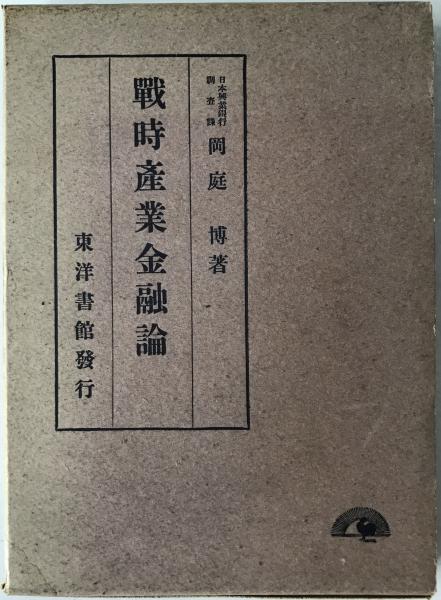 日本興業銀行
調査課
岡庭 博著
戰時產業金融論
東洋書館發行